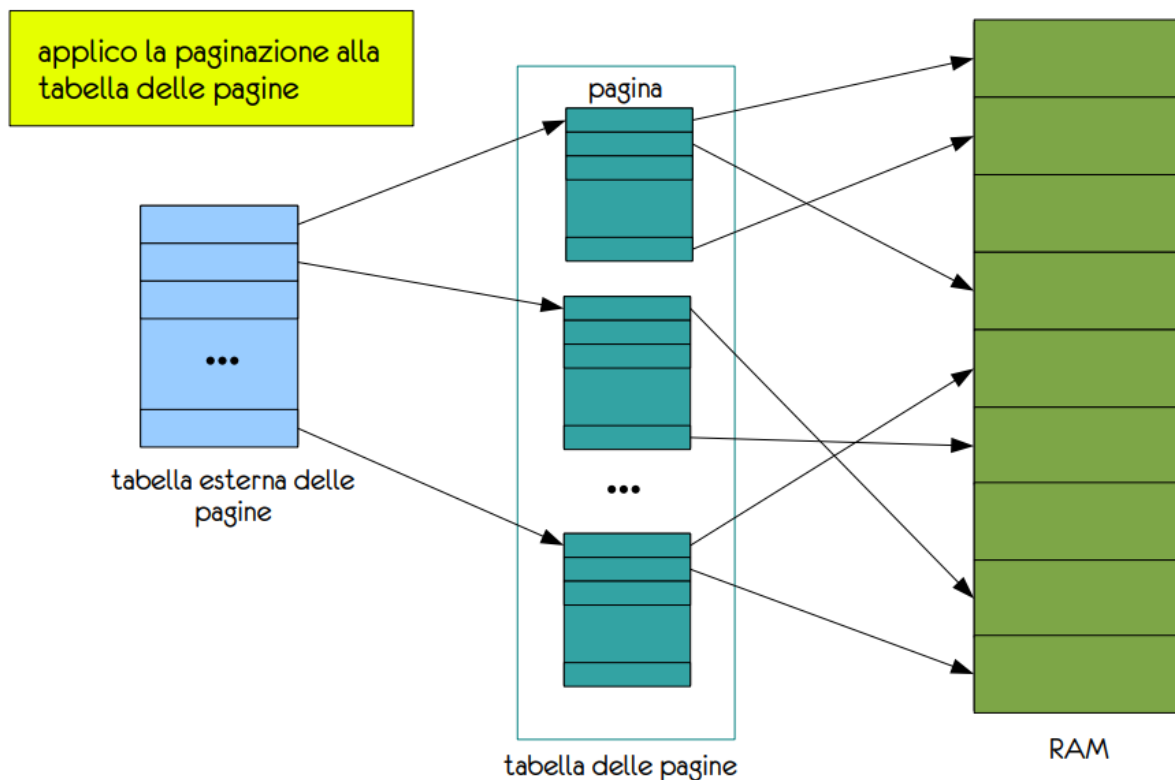 applico la paginazione alla
tabella delle pagine
pagina
•••
tabella esterna delle
pagine
•••
tabella delle pagine
RAM